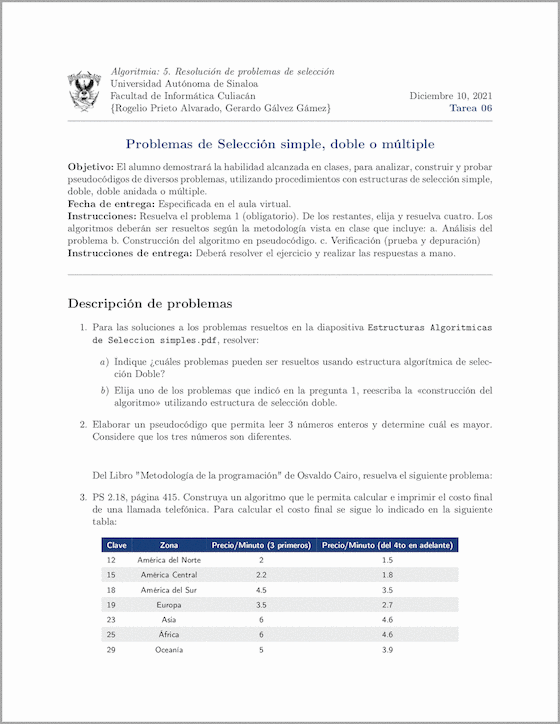 Algoritmia: 5. Resolución de problemas de selección
Universidad Autónoma de Sinaloa
Facultad de Informática Culiacán
Diciembre 10, 2021
{Rogelio Prieto Alvarado, Gerardo Gálvez Gámez}
Tarea 06
Problemas de Selección simple, doble o múltiple
Objetivo: El alumno demostrará la habilidad alcanzada en clases, para analizar, construir y probar
pseudocódigos de diversos problemas, utilizando procedimientos con estructuras de selección simple,
doble, doble anidada o múltiple.
Fecha de entrega: Especificada en el aula virtual.
Instrucciones: Resuelva el problema 1 (obligatorio). De los restantes, elija y resuelva cuatro. Los
algoritmos deberán ser resueltos según la metodología vista en clase que incluye: a. Análisis del
problema b. Construcción del algoritmo en pseudocódigo. c. Verificación (prueba y depuración)
Instrucciones de entrega: Deberá resolver el ejercicio y realizar las respuestas a mano.
Descripción de problemas
1. Para las soluciones a los problemas resueltos en la diapositiva Estructuras Algoritmicas
de Seleccion simples.pdf, resolver:
a) Indique ¿cuáles problemas pueden ser resueltos usando estructura algorítmica de selec-
ción Doble?
b) Elija uno de los problemas que indicó en la pregunta 1, reescriba la «construcción del
algoritmo» utilizando estructura de selección doble.
2. Elaborar un pseudocódigo que permita leer 3 números enteros y determine cuál es mayor.
Considere que los tres números son diferentes.
Del Libro "Metodología de la programación" de Osvaldo Cairo, resuelva el siguiente problema:
3. PS 2.18, página 415. Construya un algoritmo que le permita calcular e imprimir el costo final
de una llamada telefónica. Para calcular el costo final se sigue lo indicado en la siguiente
tabla:
Clave Zona Precio/Minuto (3 primeros) Precio/Minuto (del 4to en adelante)
12 América del Norte 2 1.5
15 América Central 2.2 1.8
18 América del Sur 4.5 3.5
19 Europa 3.5 2.7
23 Asia 6 4.6
25 África 6 4.6
29 Oceanía 5 3.9